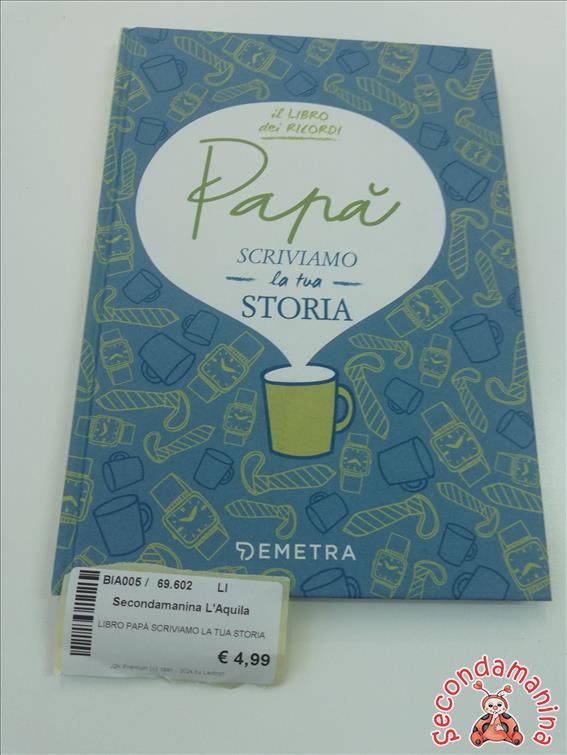 il LIBRO
dei RICORDI
Papà
SCRIVIAMO
la tua
STORIA
DEMETRA
BIA005 / 69.602 LI
Secondamanina L'Aquila
LIBRO PAPÀ SCRIVIAMO LA TUA STORIA
€ 4,99
Secondamanina